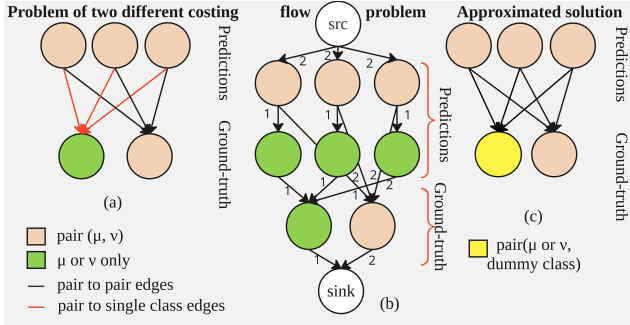 Problem of two different costing
flow problem
Approximated solution
src
Predictions
Ground-truth
(a)
pair (μ, ν)
μ or ν only
pair to pair edges
pair to single class edges
2
2
2
1
1
1
Predictions
1
1
2
2
2
Ground-truth
1
2
sink
(b)
Predictions
Ground-truth
(c)
pair(μ or ν,
dummy class)